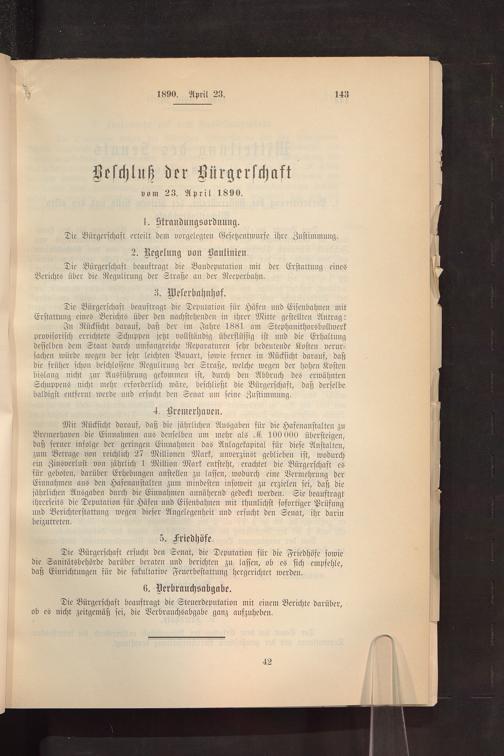 1890. April 23.
143
Beschluß der Bürgerschaft
vom 23. April 1890.
1. Strandungsordnung.
Die Bürgerschaft erteilt dem vorgelegten Gesetzentwurfe ihre Zustimmung.
2. Regelung von Baulinien.
Die Bürgerschaft beauftragt die Baudeputation mit der Erstattung eines
Berichts über die Regulirung der Straße an der Reeperbahn.
3. Weserbahnhof.
Die Bürgerschaft beauftragt die Deputation für Häfen und Eisenbahnen mit
Erstattung eines Berichts über den nachstehenden in ihrer Mitte gestellten Antrag:
In Rücksicht darauf, daß der im Jahre 1881 am Stephanithorsbollwerk
provisorisch errichtete Schuppen jetzt vollständig überflüssig ist und die Erhaltung
desselben dem Staat durch umfangreiche Reparaturen sehr bedeutende Kosten verur-
sachen würde wegen der sehr leichten Bauart, sowie ferner in Rücksicht darauf, daß
die früher schon beschlossene Regulirung der Straße, welche wegen der hohen Kosten
bislang nicht zur Ausführung gekommen ist, durch den Abbruch des erwähnten
Schuppens nicht mehr erforderlich wäre, beschließt die Bürgerschaft, daß derselbe
baldigst entfernt werde und ersucht den Senat um seine Zustimmung.
4. Bremerhaven.
Mit Rücksicht darauf, daß die jährlichen Ausgaben für die Hafenanstalten zu
Bremerhaven die Einnahmen aus denselben um mehr als ℳ 100 000 übersteigen,
daß ferner infolge der geringen Einnahmen das Anlagekapital für diese Anstalten,
zum Betrage von reichlich 27 Millionen Mark, unverzinst geblieben ist, wodurch
ein Zinsverlust von jährlich 1 Million Mark entsteht, erachtet die Bürgerschaft es
für geboten, darüber Erhebungen anstellen zu lassen, wodurch eine Vermehrung der
Einnahmen aus den Hafenanstalten zum mindesten insoweit zu erzielen sei, daß die
jährlichen Ausgaben durch die Einnahmen annähernd gedeckt werden. Sie beauftragt
ihrerseits die Deputation für Häfen und Eisenbahnen mit thunlichst sofortiger Prüfung
und Berichterstattung wegen dieser Angelegenheit und ersucht den Senat, ihr darin
beizutreten.
5. Friedhöfe.
Die Bürgerschaft ersucht den Senat, die Deputation für die Friedhöfe sowie
die Sanitätsbehörde darüber beraten und berichten zu lassen, ob es sich empfehle,
daß Einrichtungen für die fakultative Feuerbestattung hergerichtet werden.
6. Verbrauchsabgabe.
Die Bürgerschaft beauftragt die Steuerdeputation mit einem Berichte darüber,
ob es nicht zeitgemäß sei, die Verbrauchsabgabe ganz aufzuheben.
42